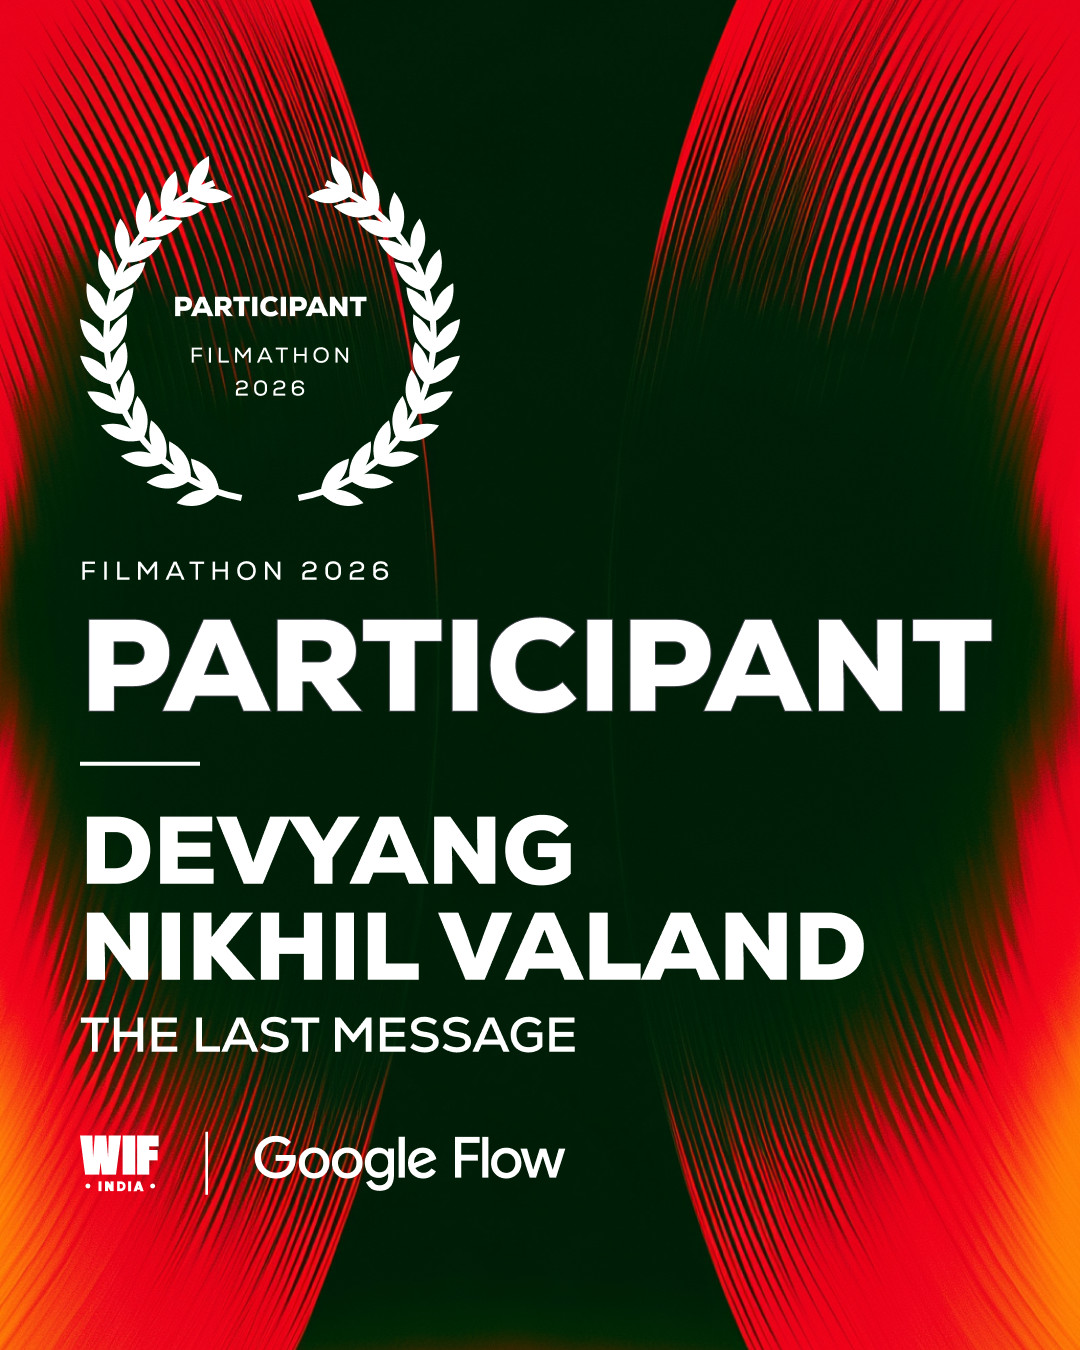 PARTICIPANT
FILMATHON
2026
FILMATHON 2026
PARTICIPANT
DEVYANG
NIKHIL VALAND
THE LAST MESSAGE
WIF
• INDIA •
Google Flow